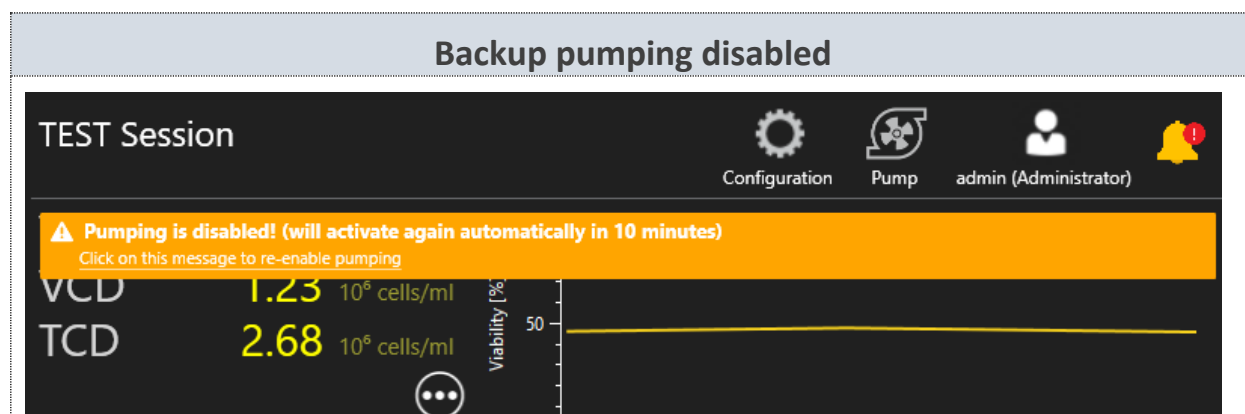 Backup pumping disabled
TEST Session
Configuration
Pump
admin (Administrator)
!
Pumping is disabled! (will activate again automatically in 10 minutes)
Click on this message to re-enable pumping
VCD 1.23 10⁶ cells/ml
TCD 2.68 10⁶ cells/ml
Viability [%]
50